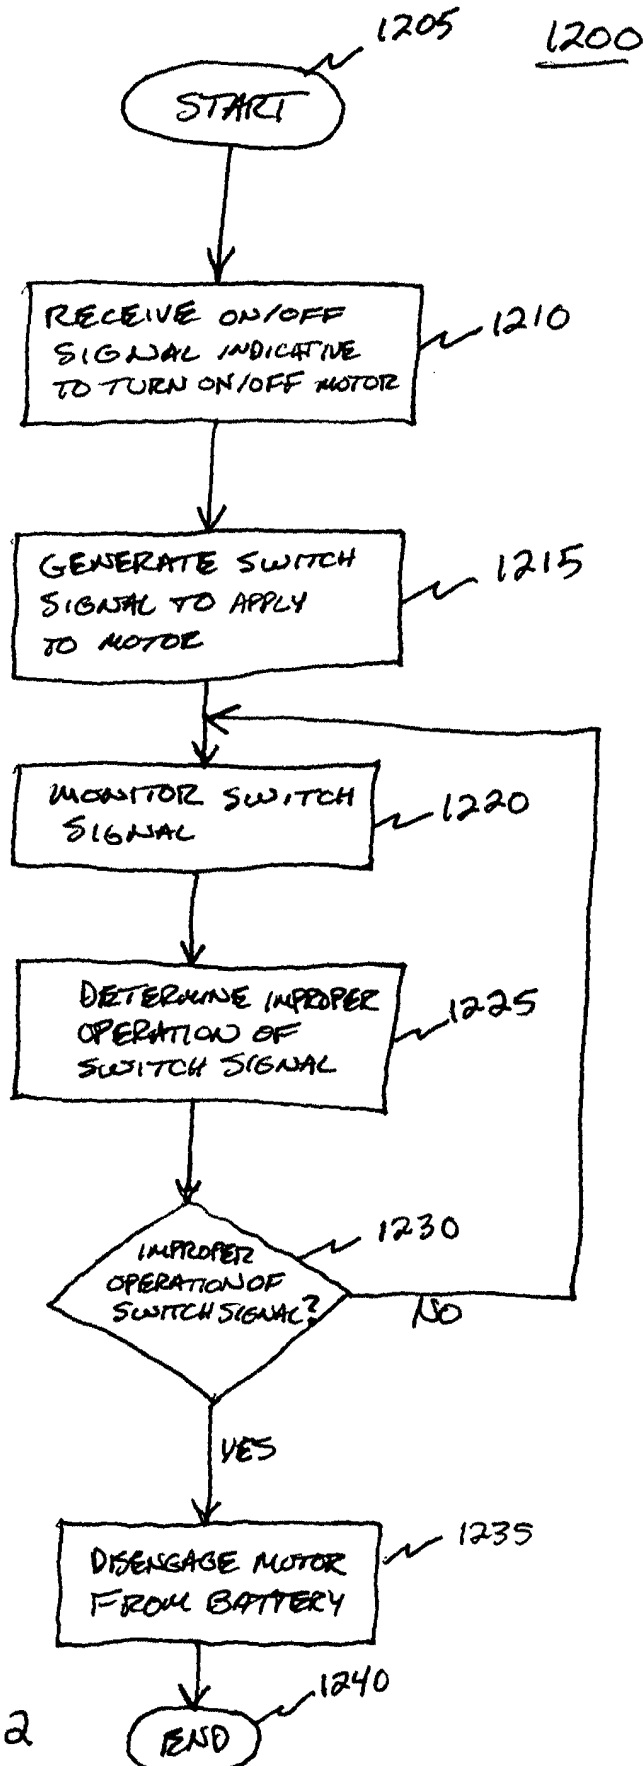 1205
1200
START
RECEIVE ON/OFF
SIGNAL INDICATIVE
TO TURN ON/OFF MOTOR
1210
GENERATE SWITCH
SIGNAL TO APPLY
TO MOTOR
1215
MONITOR SWITCH
SIGNAL
1220
DETERMINE IMPROPER
OPERATION OF
SWITCH SIGNAL
1225
IMPROPER
OPERATION OF
SWITCH SIGNAL?
1230
NO
YES
DISENGAGE MOTOR
FROM BATTERY
1235
1240
END
2